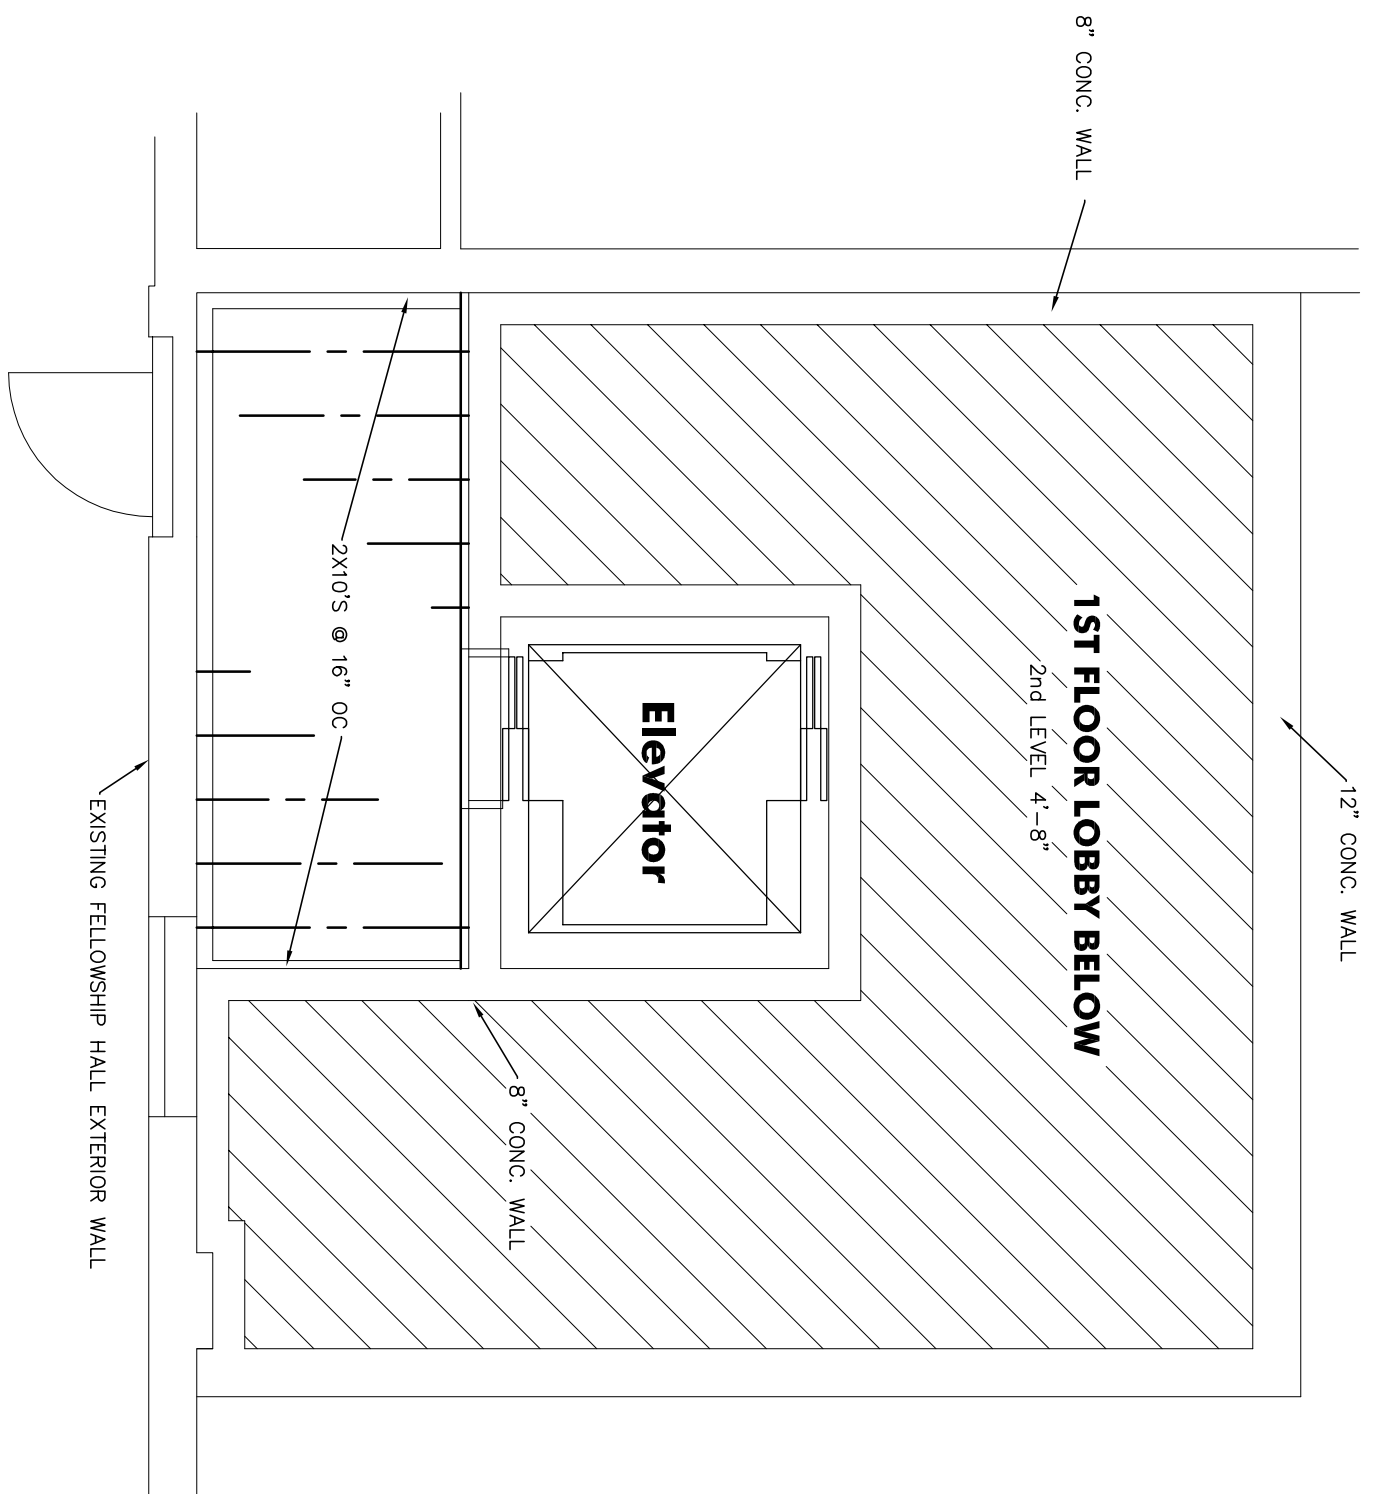 12” CONC. WALL
8” CONC. WALL
1ST FLOOR LOBBY BELOW
2nd LEVEL 4'-8”
Elevator
8” CONC. WALL
2X10'S @ 16” OC
EXISTING FELLOWSHIP HALL EXTERIOR WALL